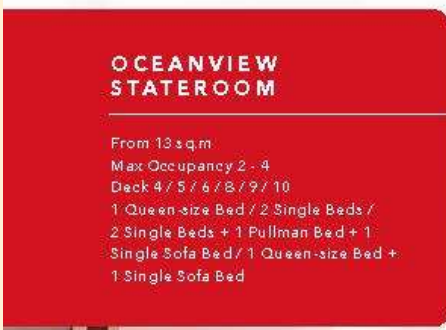 OCEANVIEW
STATEROOM
From 13 sq.m
Max Occupancy 2 - 4
Deck 4 / 5 / 6 / 8 / 9 / 10
1 Queen-size Bed / 2 Single Beds /
2 Single Beds + 1 Pullman Bed + 1
Single Sofa Bed / 1 Queen-size Bed +
1 Single Sofa Bed